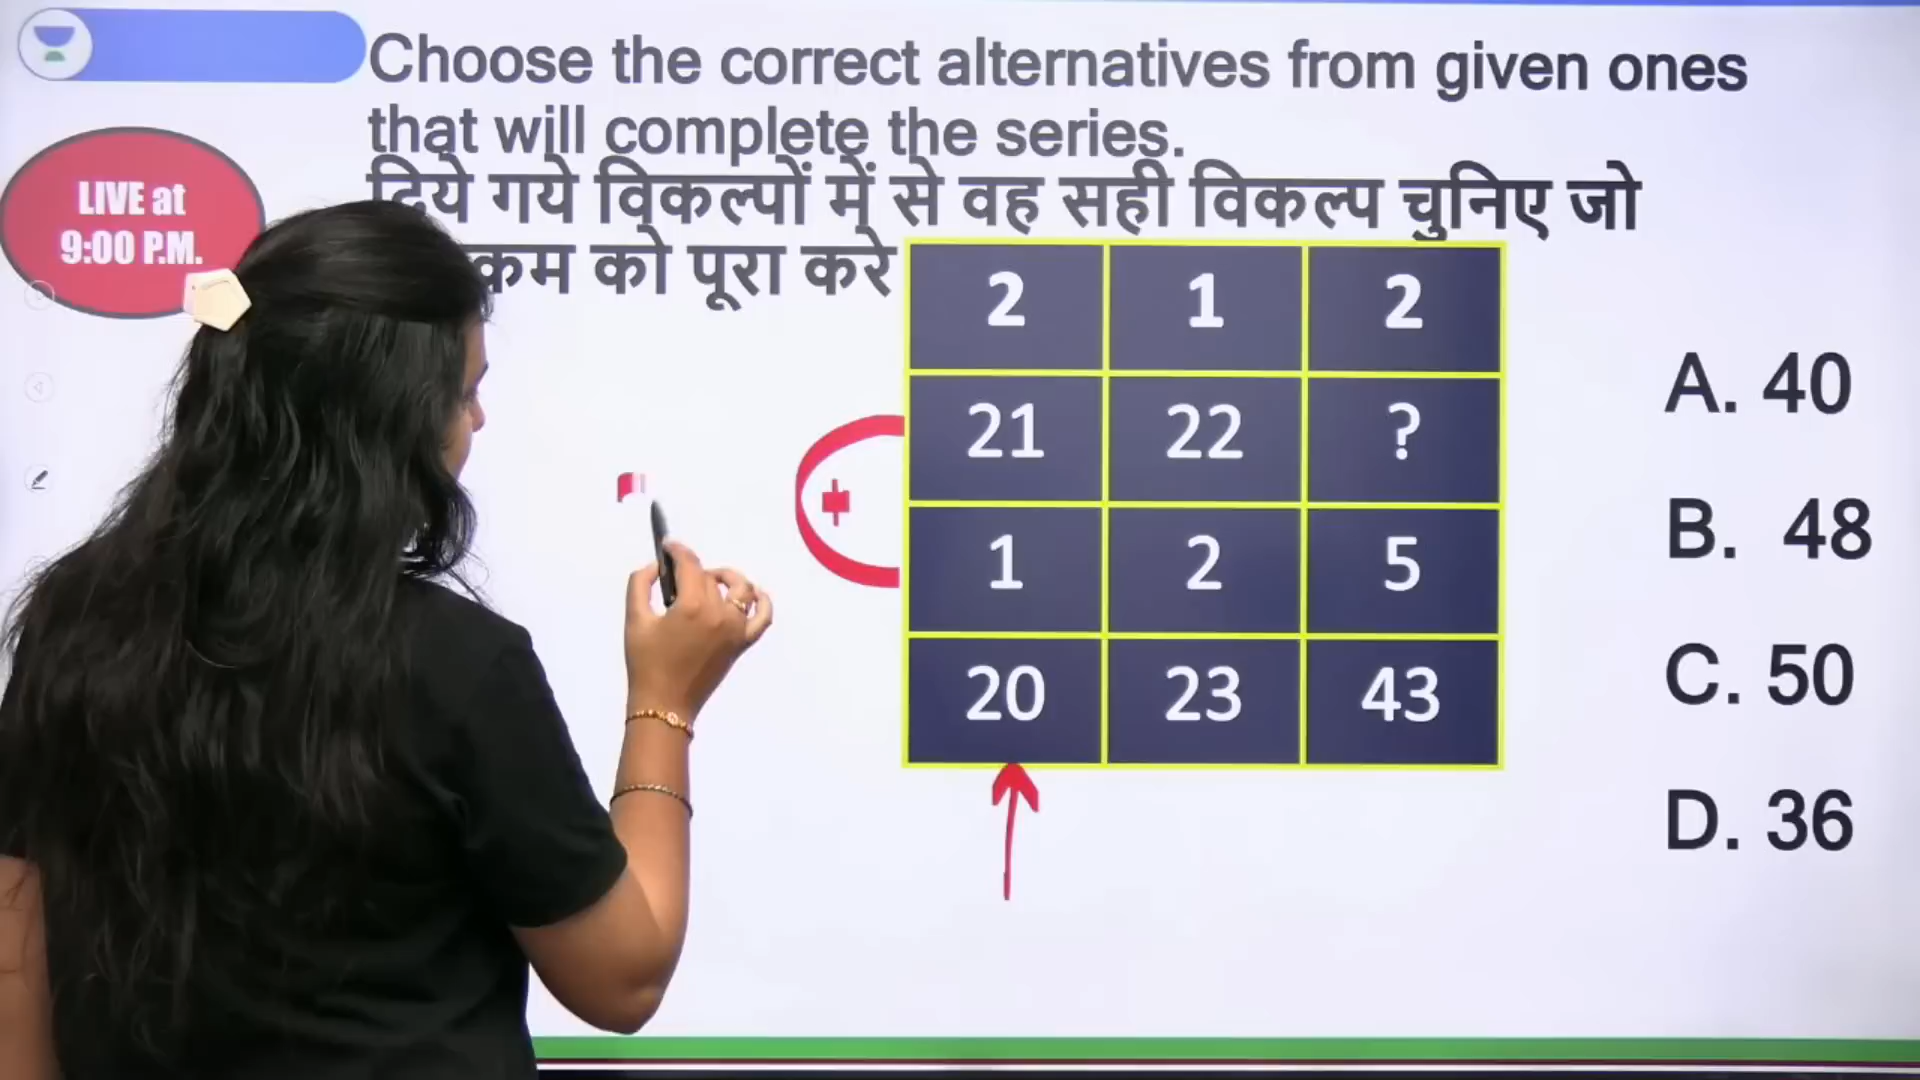 Choose the correct alternatives from given ones
that will complete the series.
दिये गये विकल्पों में से वह सही विकल्प चुनिए जो
क्रम को पूरा करे
LIVE at
9:00 P.M.
2 1 2
21 22 ?
1 2 5
20 23 43
+
A. 40
B. 48
C. 50
D. 36